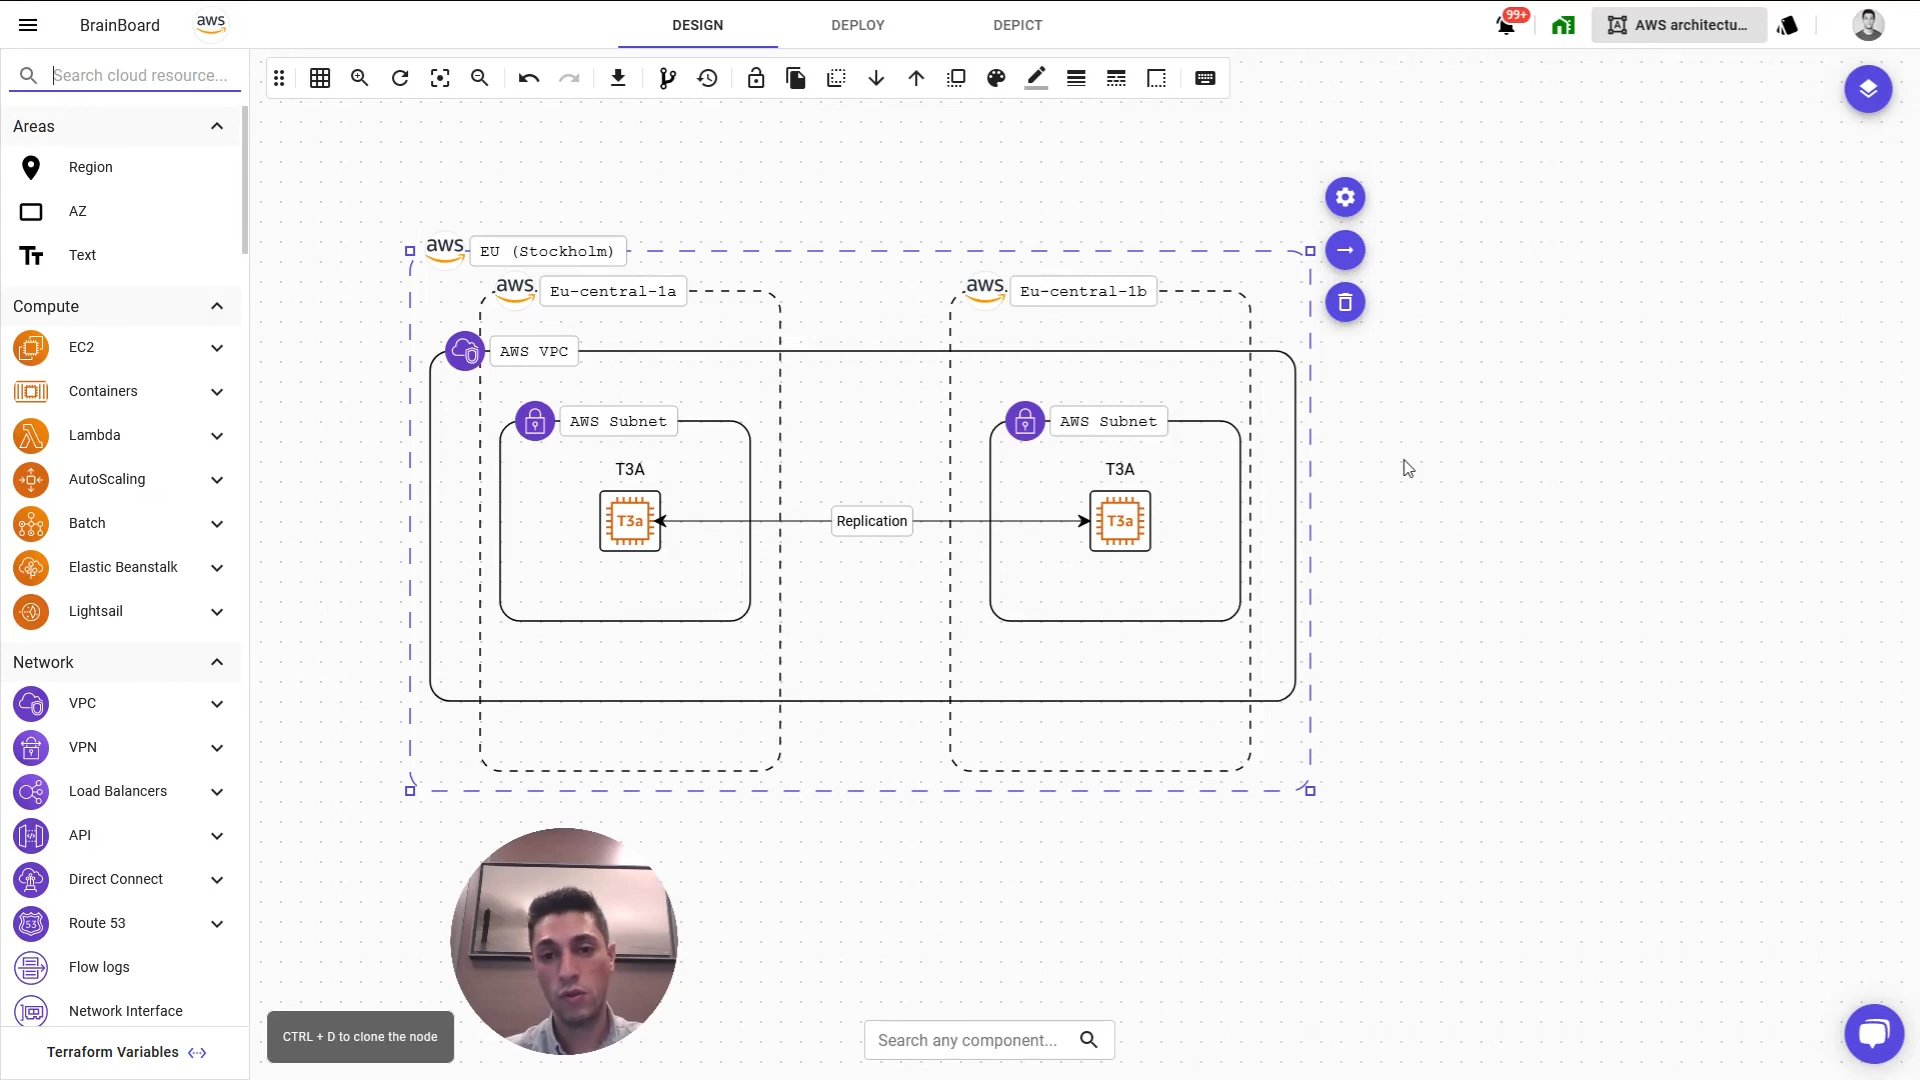 BrainBoard
aws
DESIGN
DEPLOY
DEPICT
99+
AWS architectu...
Search cloud resource...
Areas
Region
AZ
Text
Compute
EC2
Containers
Lambda
AutoScaling
Batch
Elastic Beanstalk
Lightsail
Network
VPC
VPN
Load Balancers
API
Direct Connect
53
Route 53
Flow logs
Network Interface
Terraform Variables
aws
EU (Stockholm)
aws
Eu-central-1a
aws
Eu-central-1b
AWS VPC
AWS Subnet
AWS Subnet
T3A
T3A
T3a
Replication
T3a
CTRL + D to clone the node
Search any component...